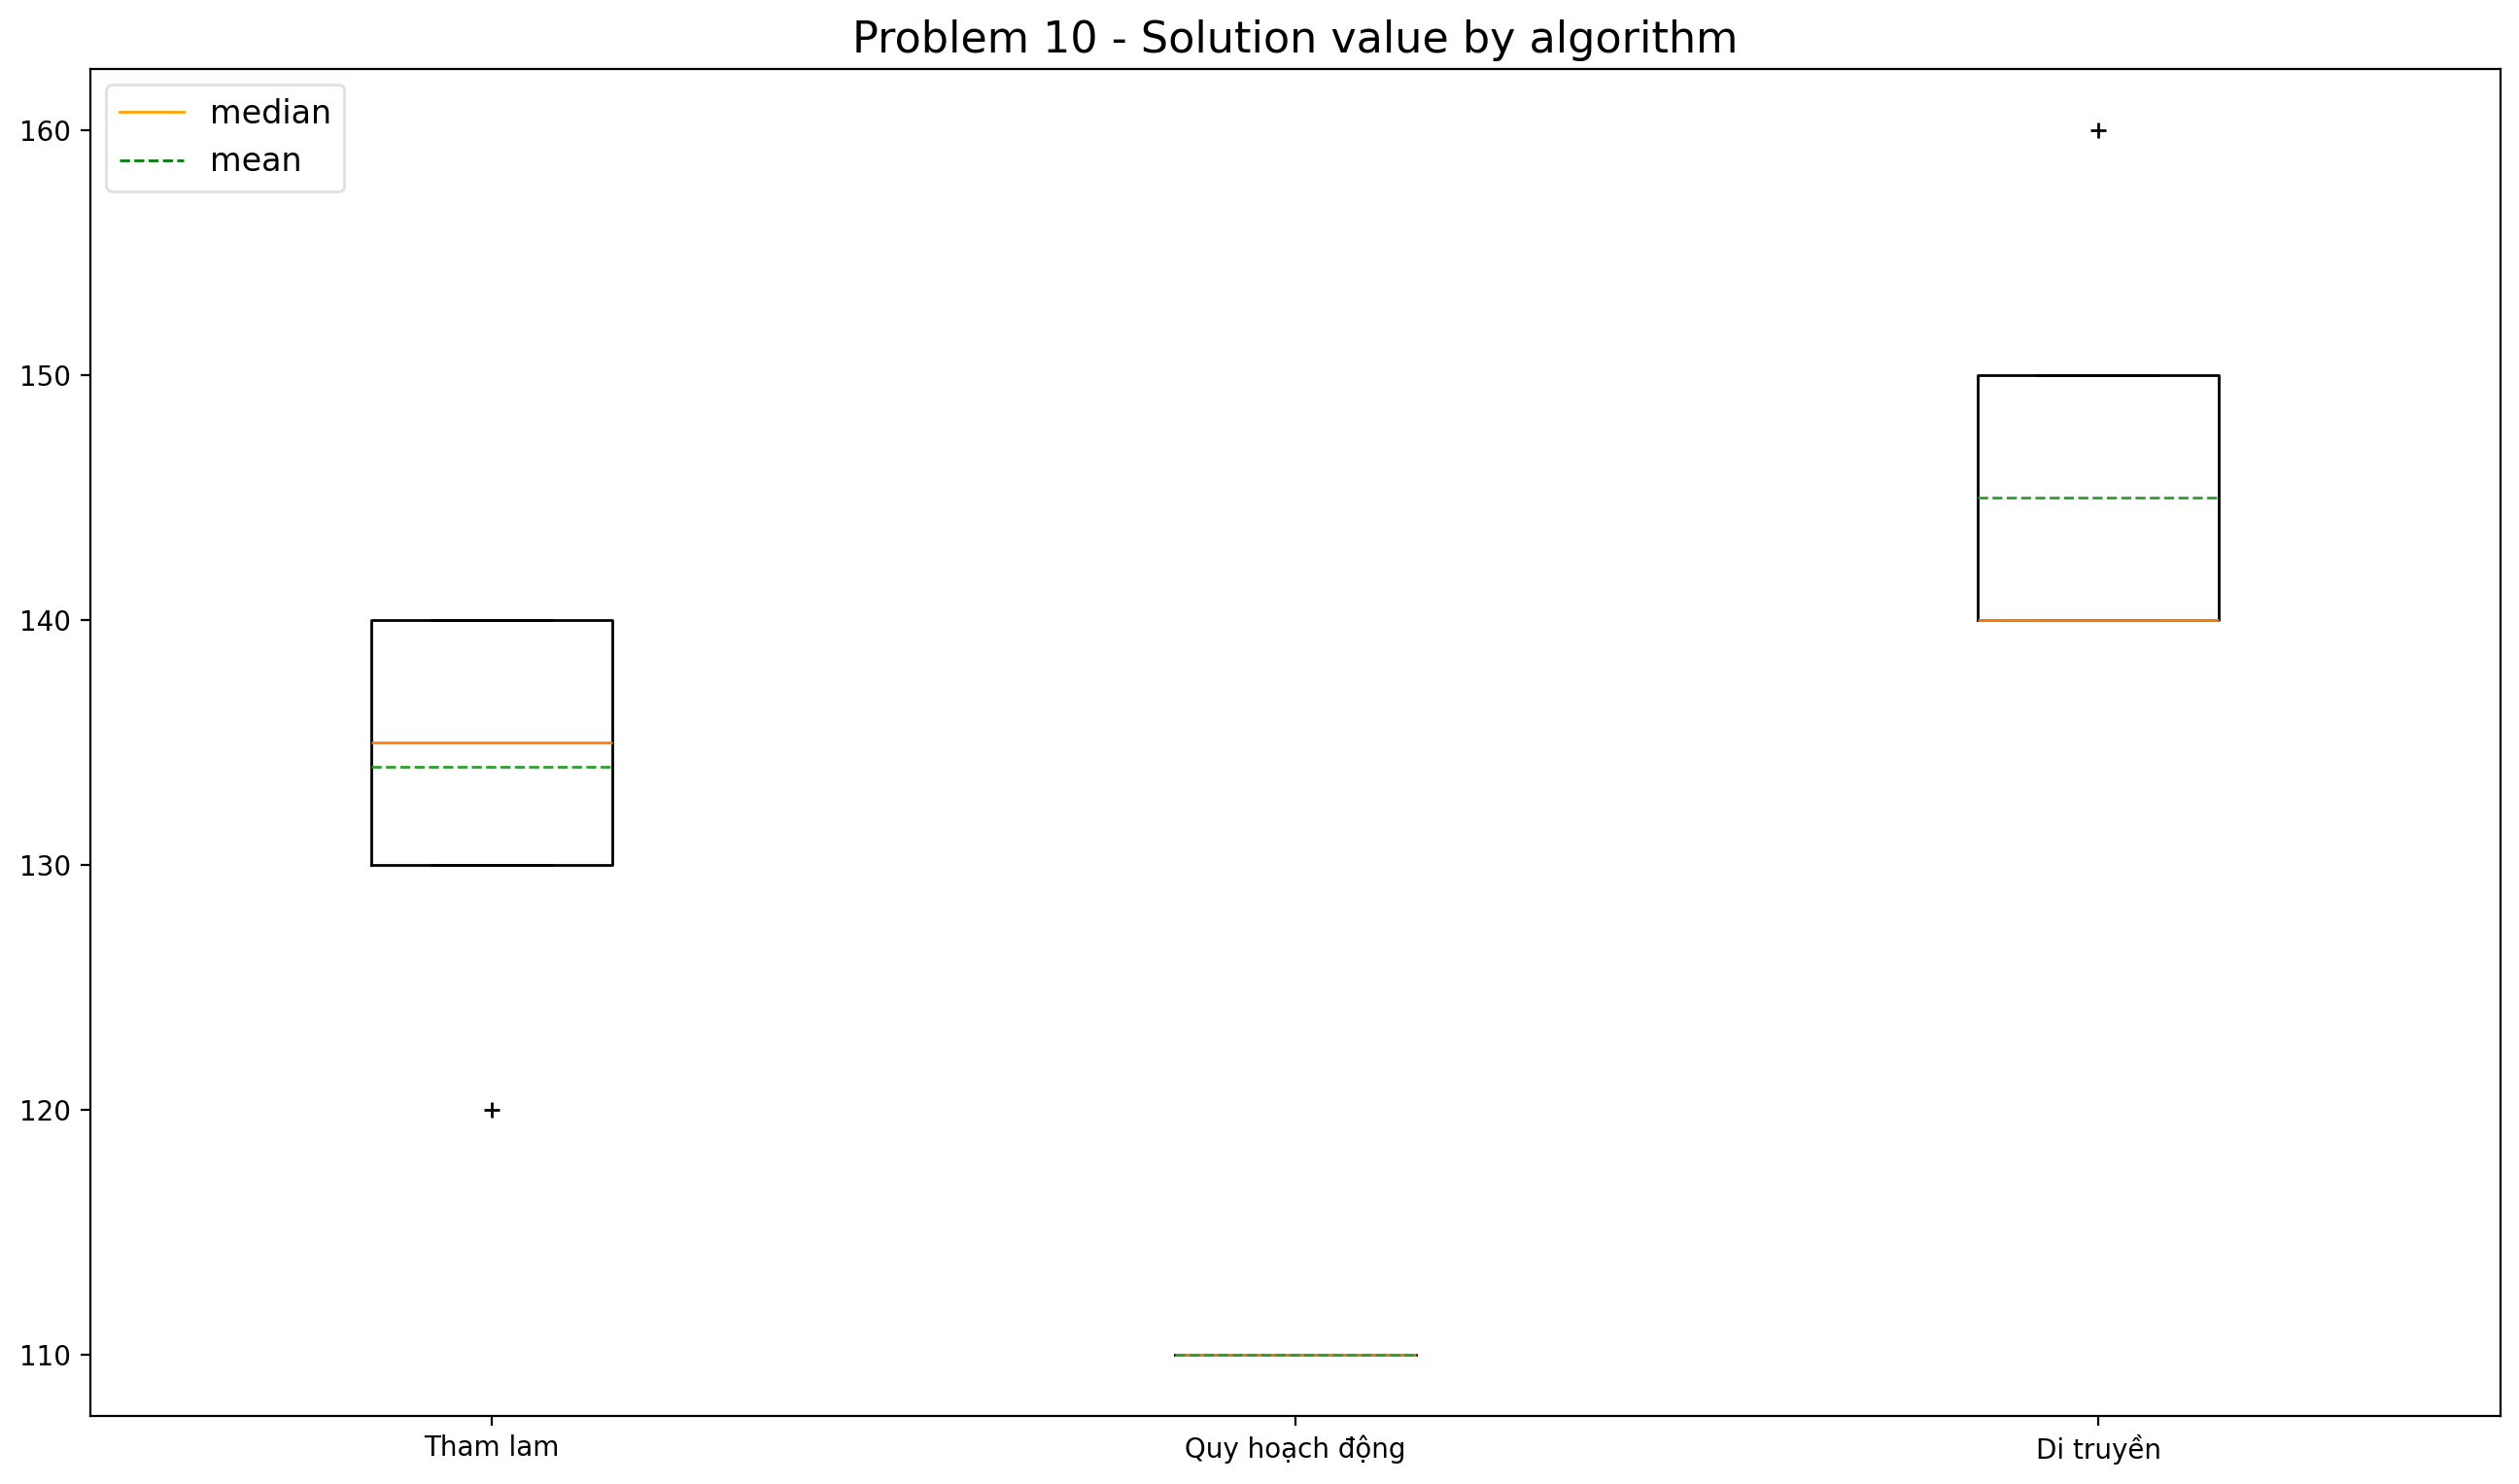 Problem 10 - Solution value by algorithm
median
mean
160
150
140
130
120
110
Tham lam
Quy hoạch động
Di truyền